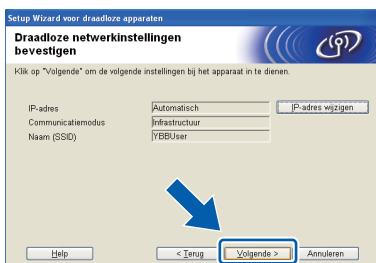 Setup Wizard voor draadloze apparaten
Draadloze netwerkinstellingen
bevestigen
Klik op "Volgende" om de volgende instellingen bij het apparaat in te dienen.
IP-adres Automatisch IP-adres wijzigen
Communicatiemodus Infrastructuur
Naam (SSID) YBBUser
Help < Terug Volgende > Annuleren